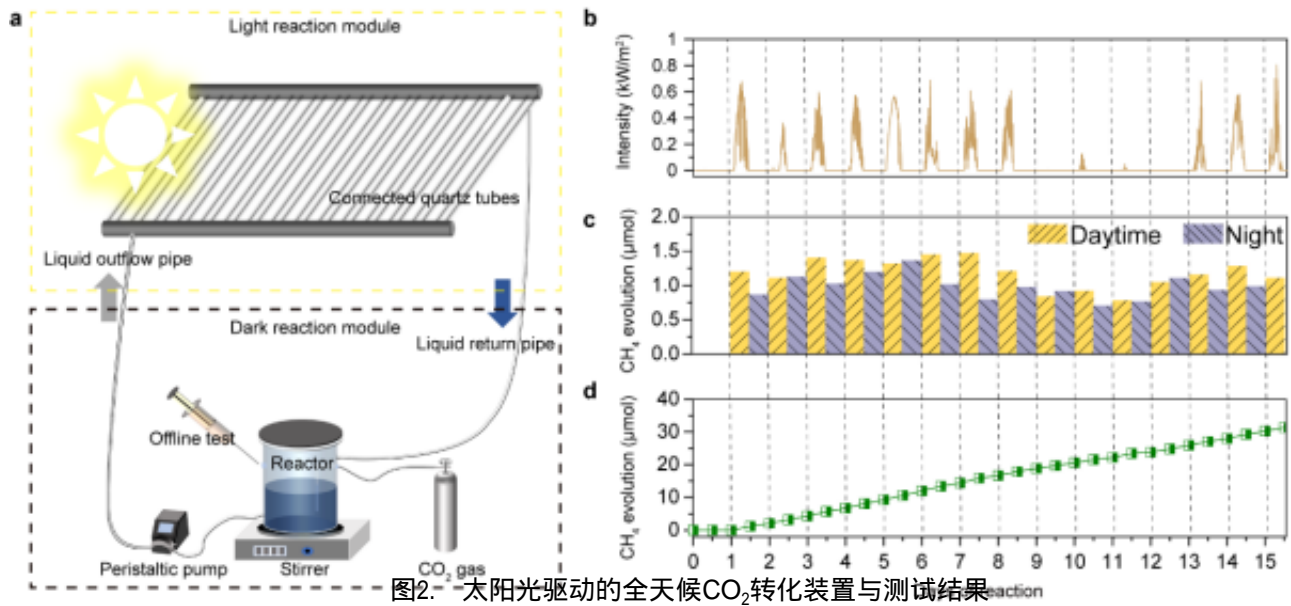 a
Light reaction module
Connected quartz tubes
Liquid outflow pipe
Dark reaction module
Liquid return pipe
Offline test
Reactor
Peristaltic pump
Stirrer
CO₂ gas
b
Intensity (kW/m²)
1
0.8
0.6
0.4
0.2
0
c
CH₄ evolution (μmol)
2.0
1.5
1.0
0.5
0.0
Daytime
Night
d
CH₄ evolution (μmol)
40
30
20
10
0
0 1 2 3 4 5 6 7 8 9 10 11 12 13 14 15
reaction
图2. 太阳光驱动的全天候CO₂转化装置与测试结果